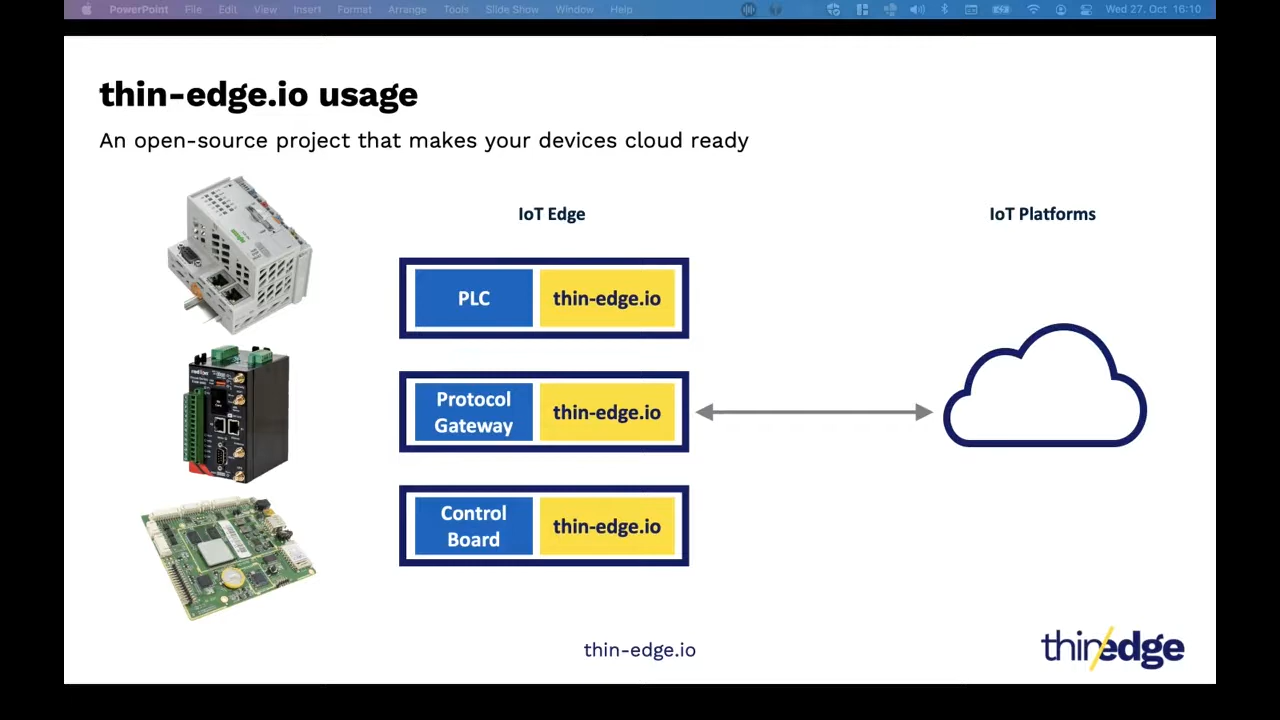 PowerPoint File Edit View Insert Format Arrange Tools Slide Show Window Help Wed 27. Oct 16:10
thin-edge.io usage
An open-source project that makes your devices cloud ready
IoT Edge
IoT Platforms
PLC
thin-edge.io
Protocol
Gateway
thin-edge.io
Control
Board
thin-edge.io
thin-edge.io
thin/edge